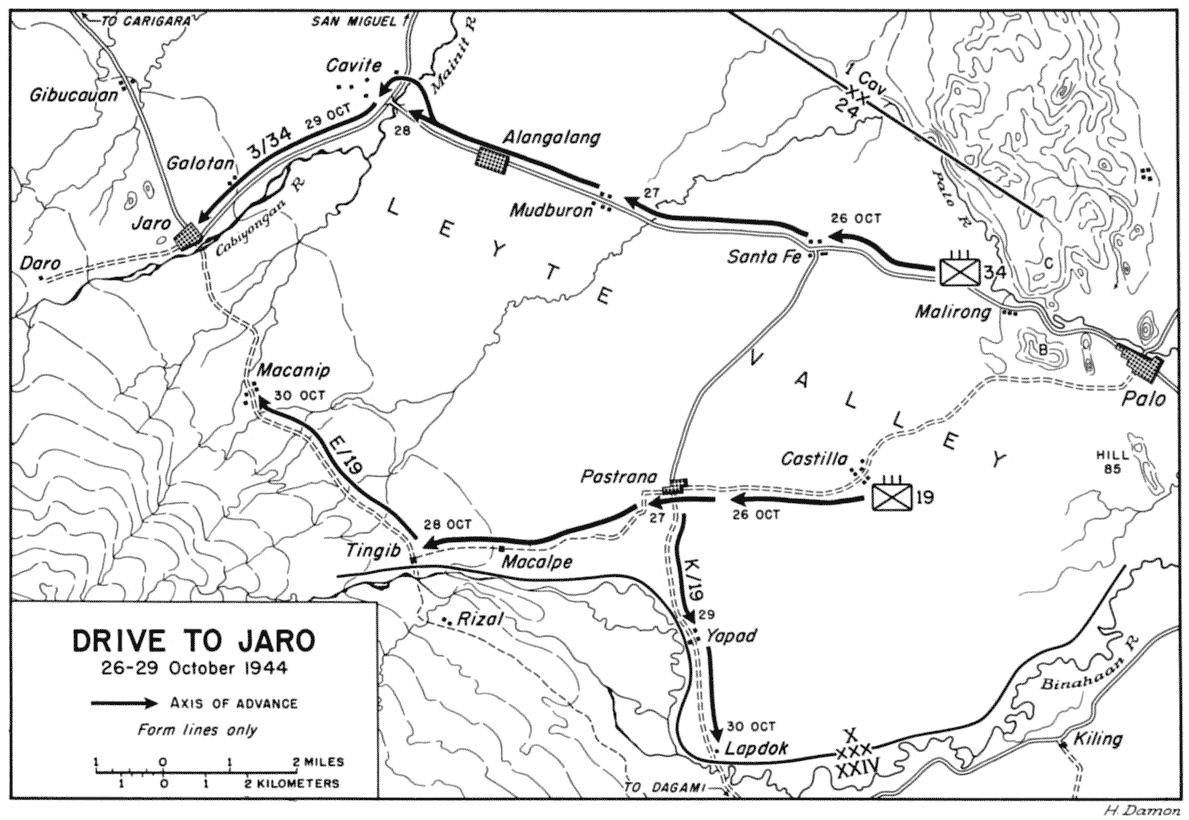 TO CARIGARA
SAN MIGUEL
Mainit R
Cavite
Gibucauan
29 OCT
3/34
28
Alangalang
I Cav
XX
24
Galotan
Mudburon
27
26 OCT
Palo R
Jaro
Cabiyongan R
Santa Fe
34
C
Daro
Malirong
B
C
LEYTE
VALLEY
Palo
Macanip
30 OCT
E/19
Castilla
HILL
85
Pastrana
19
26 OCT
27
28 OCT
Tingib
Macalpe
K/19
29
Yapad
Rizal
Binahaan R
30 OCT
Lapdok
X
XXX
XXIV
Kiling
TO DAGAMI
DRIVE TO JARO
26-29 October 1944
AXIS OF ADVANCE
Form lines only
1 0 1 2 MILES
1 0 1 2 KILOMETERS
H. Damon